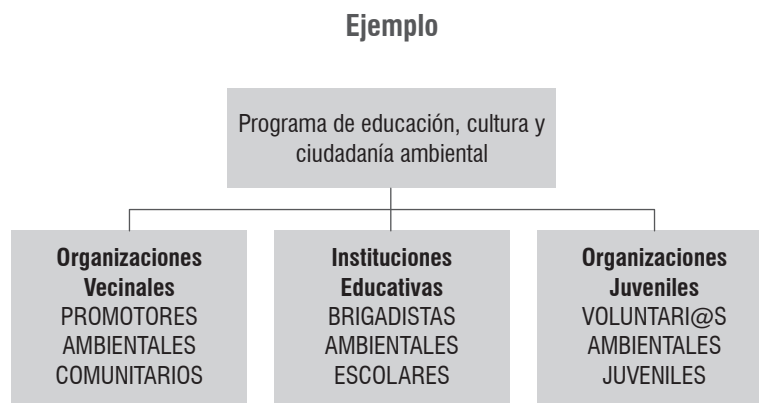 Ejemplo
Programa de educación, cultura y
ciudadanía ambiental
Organizaciones
Vecinales
PROMOTORES
AMBIENTALES
COMUNITARIOS
Instituciones
Educativas
BRIGADISTAS
AMBIENTALES
ESCOLARES
Organizaciones
Juveniles
VOLUNTARI@S
AMBIENTALES
JUVENILES